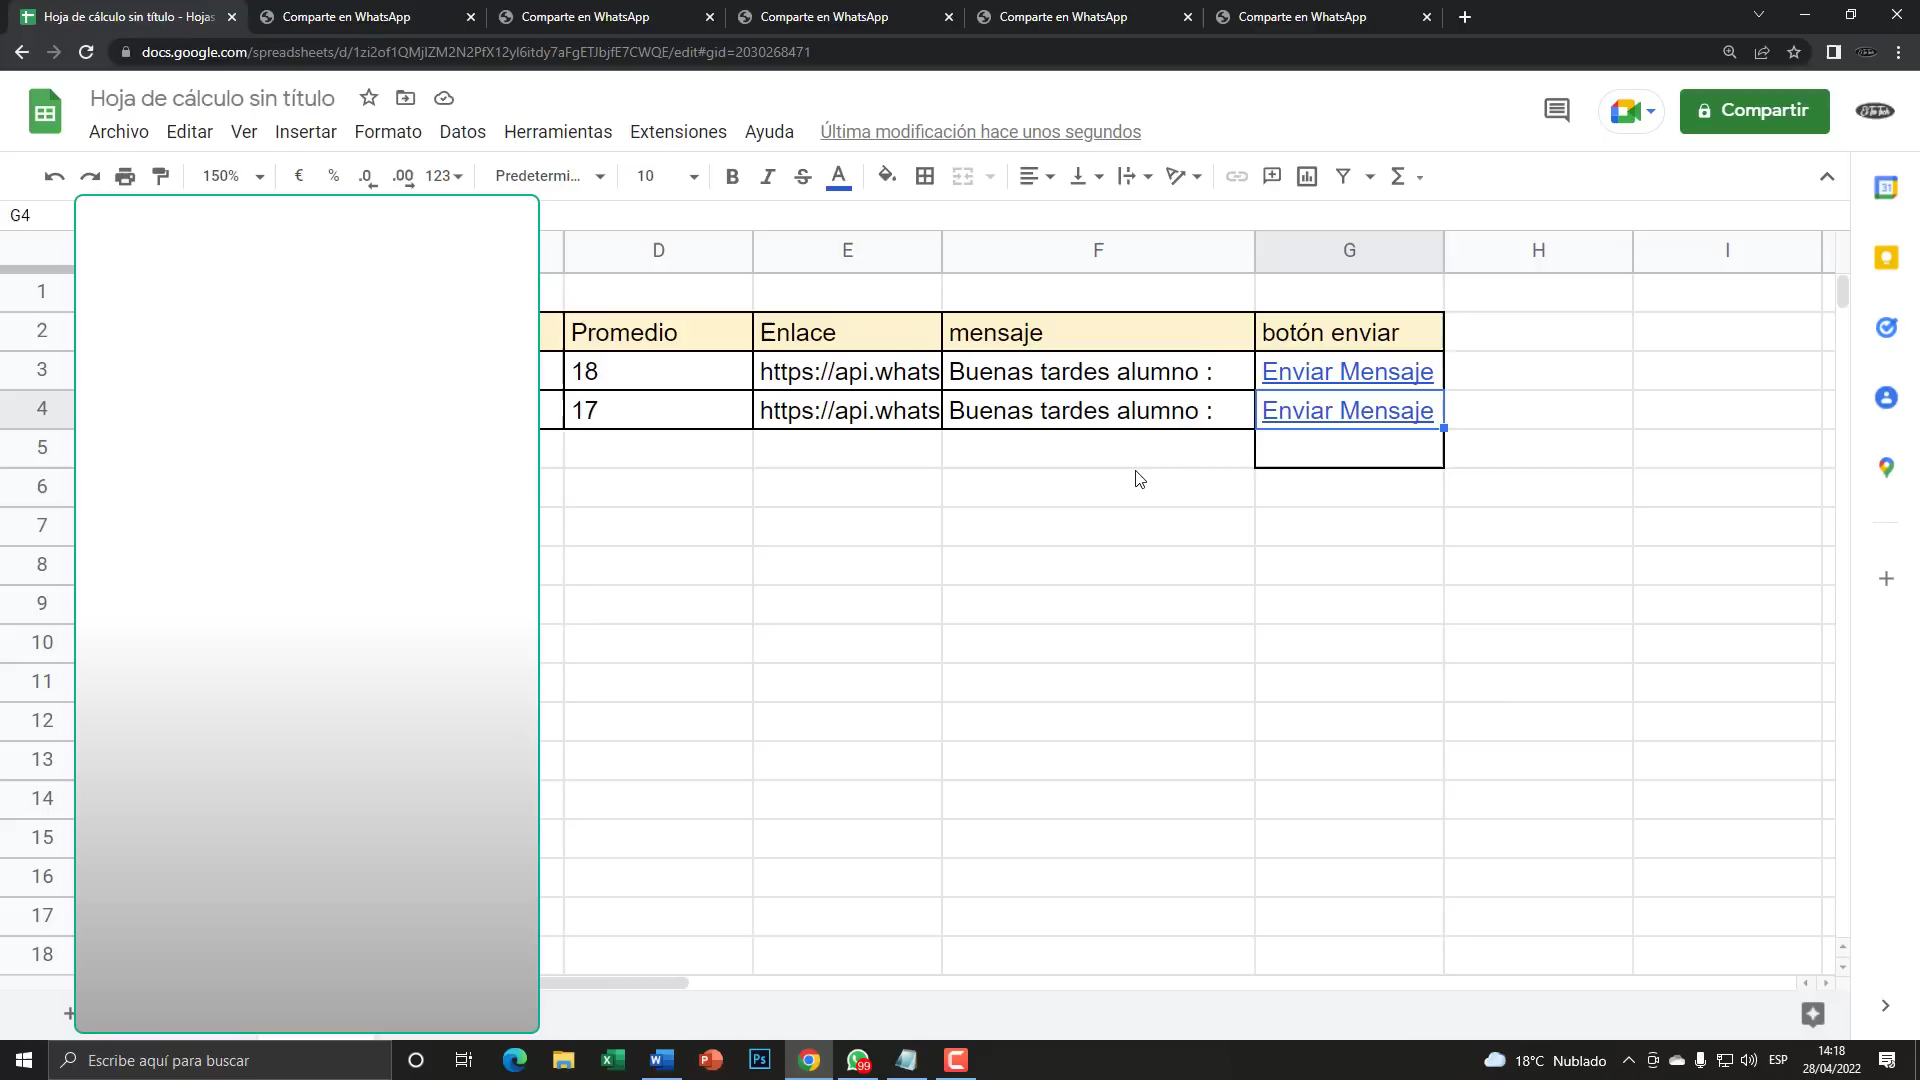 Hoja de cálculo sin título - Hojas
Comparte en WhatsApp
Comparte en WhatsApp
Comparte en WhatsApp
Comparte en WhatsApp
Comparte en WhatsApp
docs.google.com/spreadsheets/d/1zi2of1QMjIZM2N2PfX12yl6itdy7aFgETJbjfE7CWQE/edit#gid=2030268471
Hoja de cálculo sin título
Compartir
Archivo Editar Ver Insertar Formato Datos Herramientas Extensiones Ayuda Última modificación hace unos segundos
150% € % .0 .00 123 Predetermi... 10 B I S A Σ
31
G4
D E F G H I
1
2 Promedio Enlace mensaje botón enviar
3 18 https://api.whats Buenas tardes alumno : Enviar Mensaje
4 17 https://api.whats Buenas tardes alumno : Enviar Mensaje
5
6
7
8
9
10
11
12
13
14
15
16
17
18
Escribe aquí para buscar
99
18°C Nublado
ESP
14:18
28/04/2022